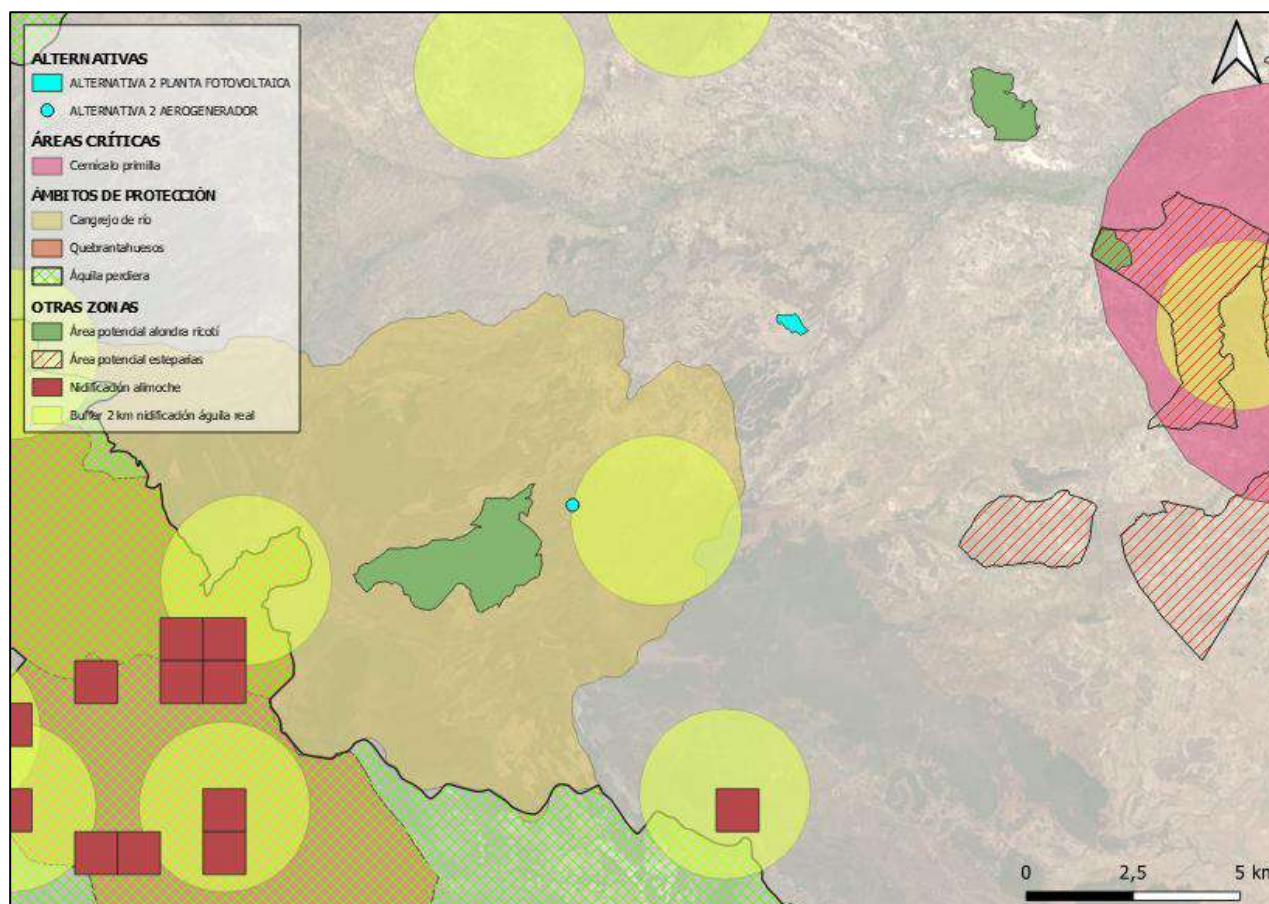 ALTERNATIVAS
ALTERNATIVA 2 PLANTA FOTOVOLTAICA
ALTERNATIVA 2 AEROGENERADOR
ÁREAS CRÍTICAS
Cernícalo primilla
ÁMBITOS DE PROTECCIÓN
Cangrejo de río
Quebrantahuesos
Áquila perdiera
OTRAS ZONAS
Área potencial alondra ricotí
Área potencial esteparias
Nidificación alimoche
Buffer 2 km nidificación águila real
0 2,5 5 km